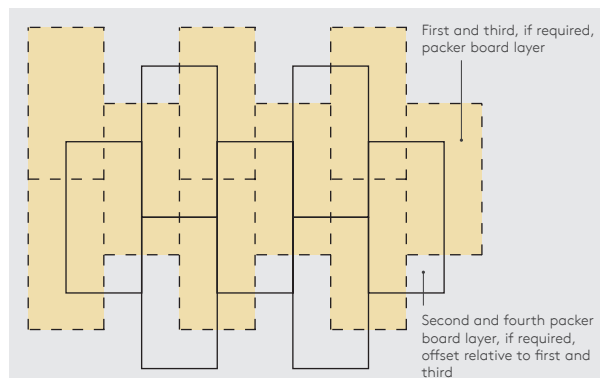 First and third, if required,
packer board layer
Second and fourth packer
board layer, if required,
offset relative to first and
third